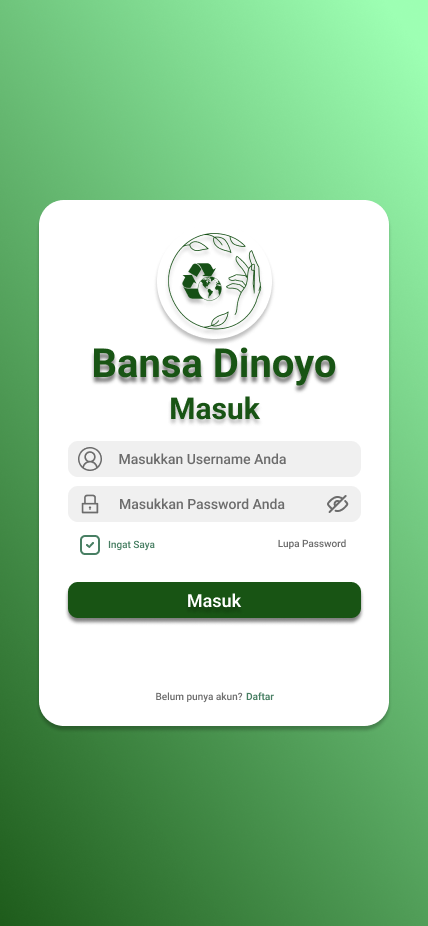 Bansa Dinoyo
Masuk
Masukkan Username Anda
Masukkan Password Anda
Ingat Saya
Lupa Password
Masuk
Belum punya akun? Daftar